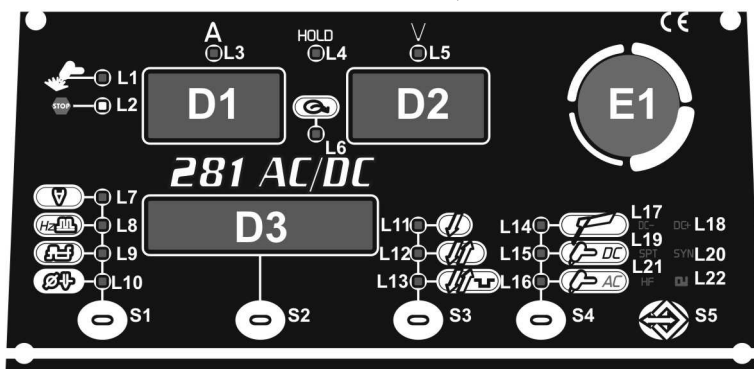 A HOLD V CE
L3 L4 L5
L1
STOP L2
D1 D2 E1
L6
281 AC/DC
L7
Hz L8
L9
L10
D3
L11 L14 L17 DC- DC+ L18
L12 L15 DC L19 SPT SYN L20
L13 L16 AC L21 HF L22
S1 S2 S3 S4 S5